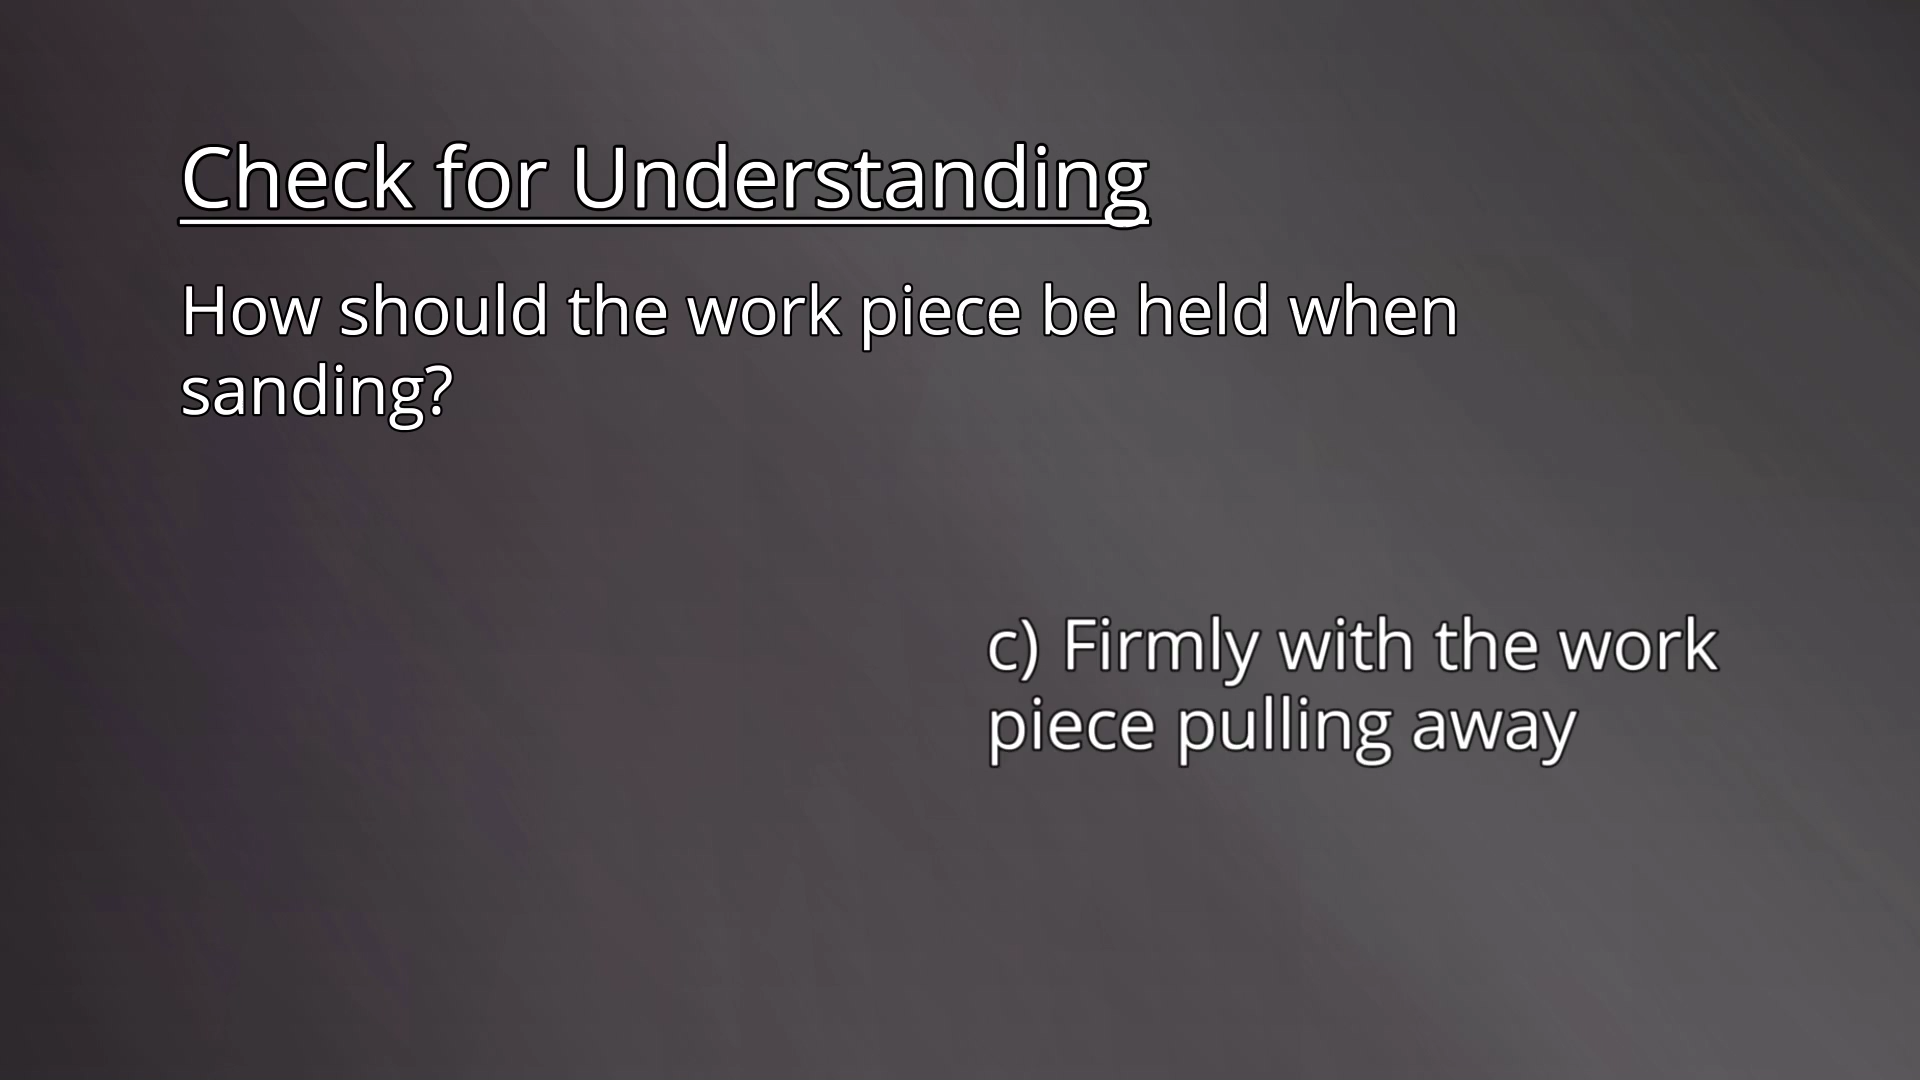 Check for Understanding
How should the work piece be held when
sanding?
c) Firmly with the work
piece pulling away